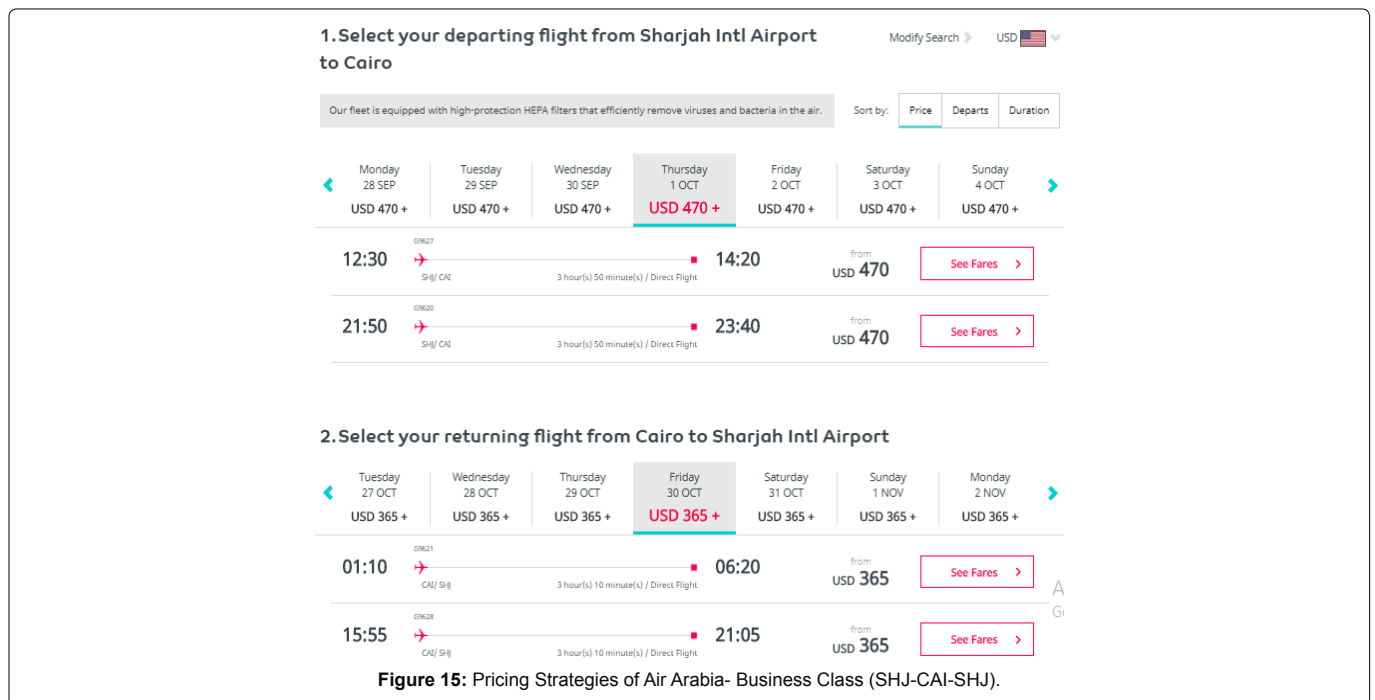 1.Select your departing flight from Sharjah Intl Airport
to Cairo
Modify Search
USD
Our fleet is equipped with high-protection HEPA filters that efficiently remove viruses and bacteria in the air.
Sort by: Price Departs Duration
Monday Tuesday Wednesday Thursday Friday Saturday Sunday
28 SEP 29 SEP 30 SEP 1 OCT 2 OCT 3 OCT 4 OCT
USD 470 + USD 470 + USD 470 + USD 470 + USD 470 + USD 470 + USD 470 +
G9627
12:30 14:20 from USD 470 See Fares
SHJ/ CAI 3 hour(s) 50 minute(s) / Direct Flight
G9620
21:50 23:40 from USD 470 See Fares
SHJ/ CAI 3 hour(s) 50 minute(s) / Direct Flight
2.Select your returning flight from Cairo to Sharjah Intl Airport
Tuesday Wednesday Thursday Friday Saturday Sunday Monday
27 OCT 28 OCT 29 OCT 30 OCT 31 OCT 1 NOV 2 NOV
USD 365 + USD 365 + USD 365 + USD 365 + USD 365 + USD 365 + USD 365 +
G9621
01:10 06:20 from USD 365 See Fares
CAI/ SHJ 3 hour(s) 10 minute(s) / Direct Flight
G9628
15:55 21:05 from USD 365 See Fares
CAI/ SHJ 3 hour(s) 10 minute(s) / Direct Flight
Figure 15: Pricing Strategies of Air Arabia- Business Class (SHJ-CAI-SHJ).